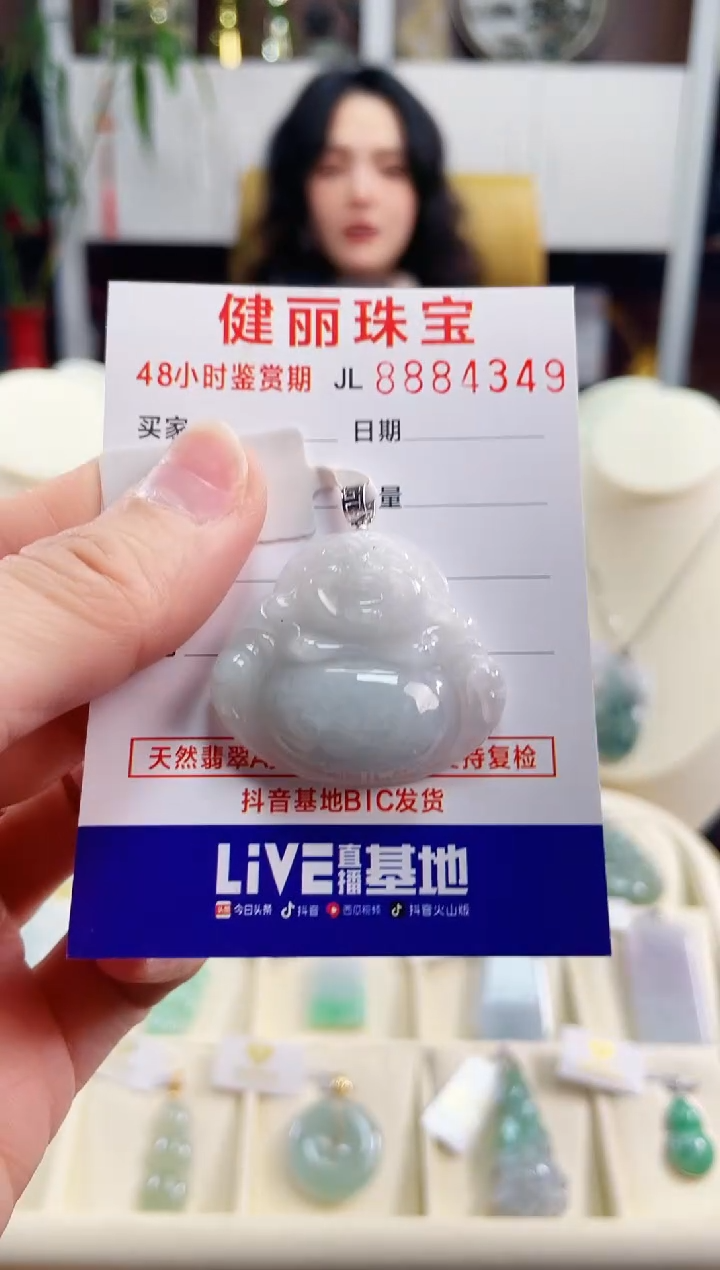 健丽珠宝
48小时鉴赏期 JL 8884349
买家 日期
量
天然翡翠A 持复检
抖音基地BIC发货
LiVE直播基地
头条 今日头条 抖音 西瓜视频 抖音火山版